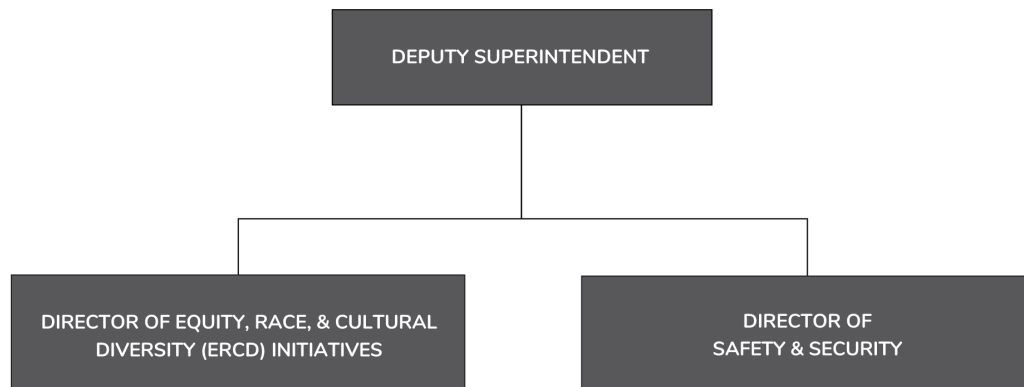 DEPUTY SUPERINTENDENT
DIRECTOR OF EQUITY, RACE, & CULTURAL
DIVERSITY (ERCD) INITIATIVES
DIRECTOR OF
SAFETY & SECURITY